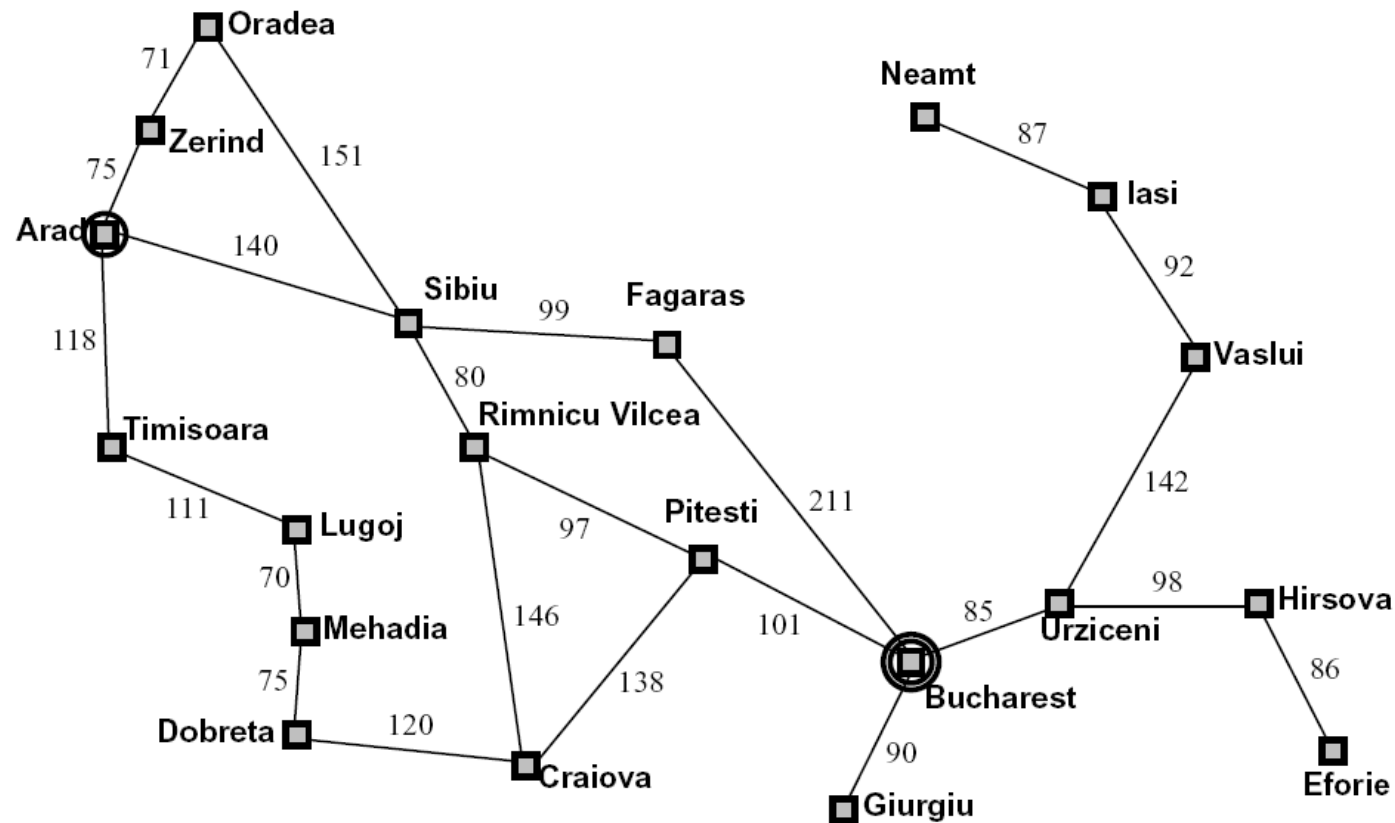 Oradea
71
Neamt
87
Zerind
151
75
Iasi
Arad
140
92
Sibiu
Fagaras
99
118
Vaslui
80
Timisoara
Rimnicu Vilcea
142
111
211
Lugoj
97
Pitesti
70
98
Hirsova
146
101
85
Mehadia
Urziceni
75
138
86
Bucharest
Dobreta
120
90
Craiova
Giurgiu
Eforie